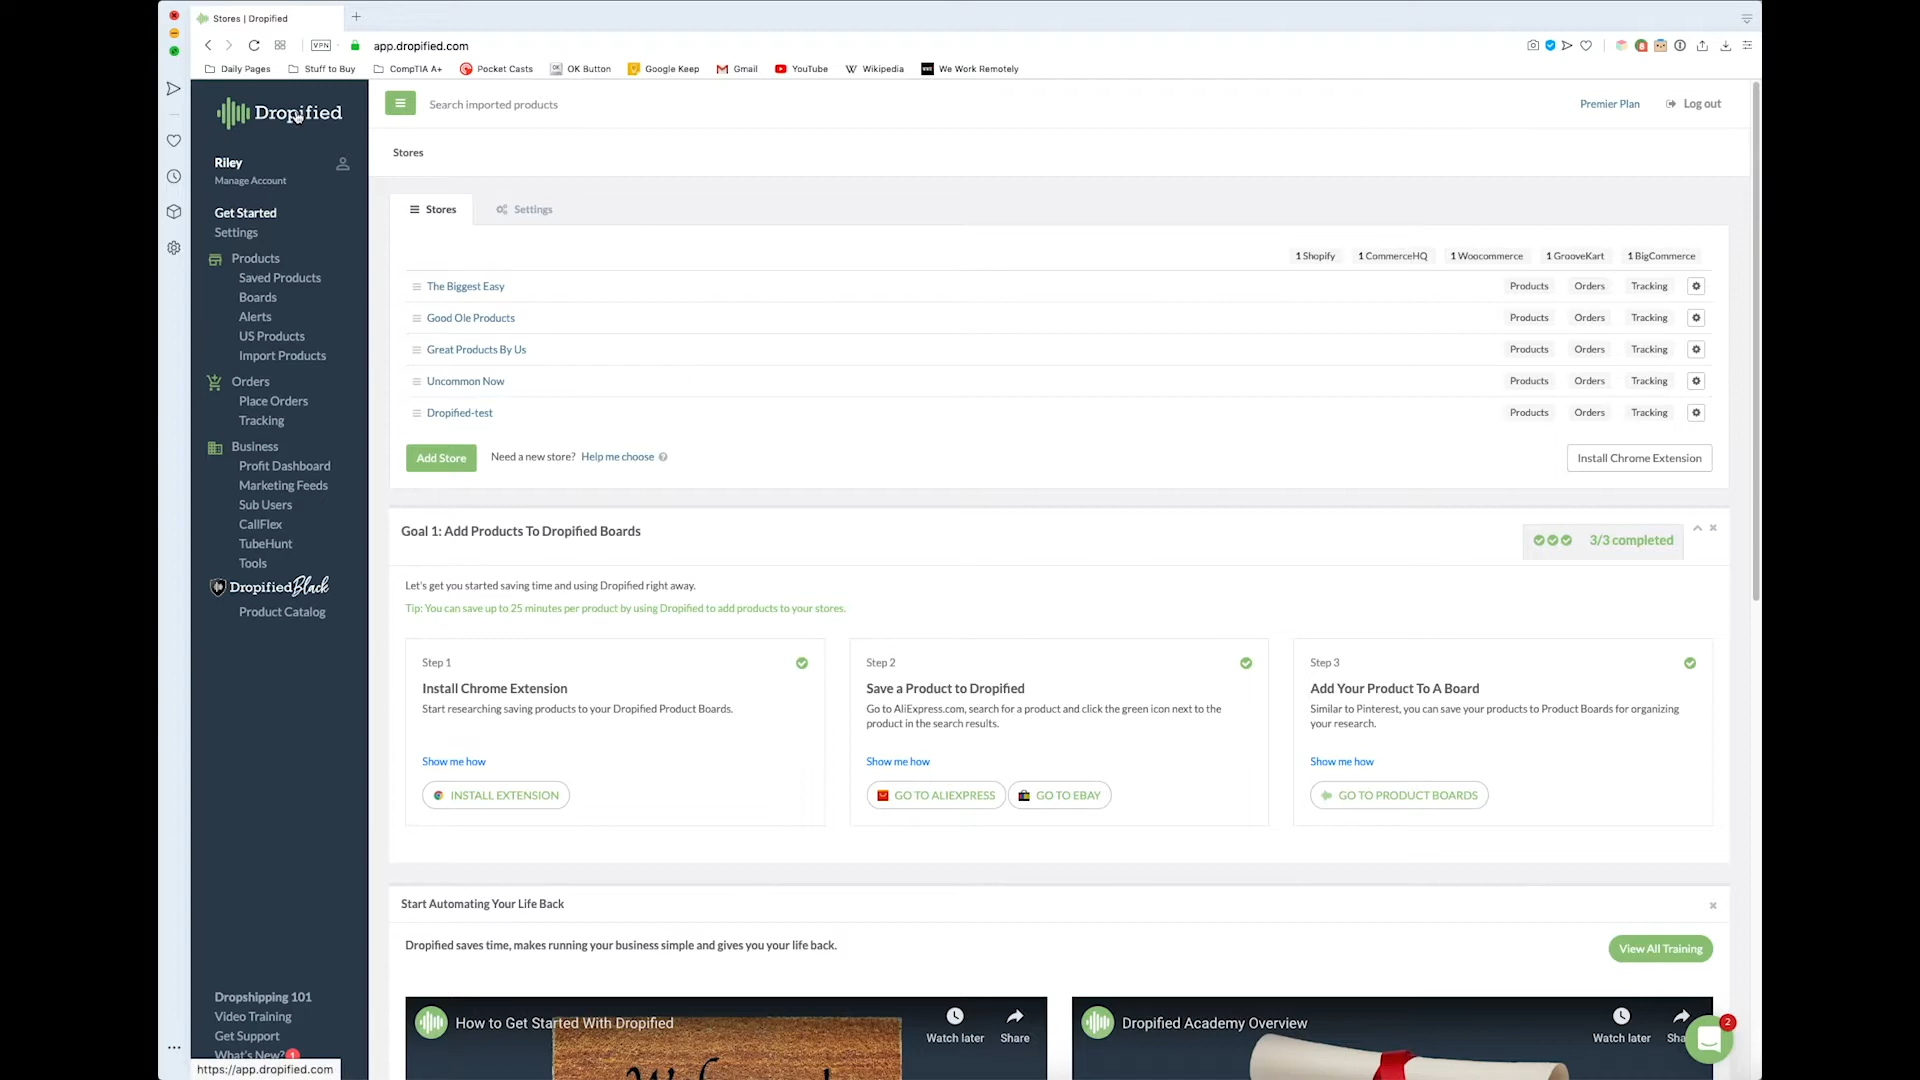 Stores | Dropified
VPN
app.dropified.com
Daily Pages
Stuff to Buy
CompTIA A+
Pocket Casts
OK Button
Google Keep
Gmail
YouTube
Wikipedia
We Work Remotely
Dropified
Search imported products
Premier Plan
Log out
Riley
Manage Account
Stores
Get Started
Settings
Products
Saved Products
Boards
Alerts
US Products
Import Products
Orders
Place Orders
Tracking
Business
Profit Dashboard
Marketing Feeds
Sub Users
CallFlex
TubeHunt
Tools
Dropified Black
Product Catalog
Dropshipping 101
Video Training
Get Support
What's New? 1
https://app.dropified.com
Stores
Settings
1 Shopify
1 CommerceHQ
1 Woocommerce
1 GrooveKart
1 BigCommerce
The Biggest Easy Products Orders Tracking
Good Ole Products Products Orders Tracking
Great Products By Us Products Orders Tracking
Uncommon Now Products Orders Tracking
Dropified-test Products Orders Tracking
Add Store
Need a new store? Help me choose
Install Chrome Extension
Goal 1: Add Products To Dropified Boards
3/3 completed
Let's get you started saving time and using Dropified right away.
Tip: You can save up to 25 minutes per product by using Dropified to add products to your stores.
Step 1
Install Chrome Extension
Start researching saving products to your Dropified Product Boards.
Show me how
INSTALL EXTENSION
Step 2
Save a Product to Dropified
Go to AliExpress.com, search for a product and click the green icon next to the
product in the search results.
Show me how
GO TO ALIEXPRESS
GO TO EBAY
Step 3
Add Your Product To A Board
Similar to Pinterest, you can save your products to Product Boards for organizing
your research.
Show me how
GO TO PRODUCT BOARDS
Start Automating Your Life Back
Dropified saves time, makes running your business simple and gives you your life back.
View All Training
How to Get Started With Dropified
Watch later
Share
Dropified Academy Overview
Watch later
2